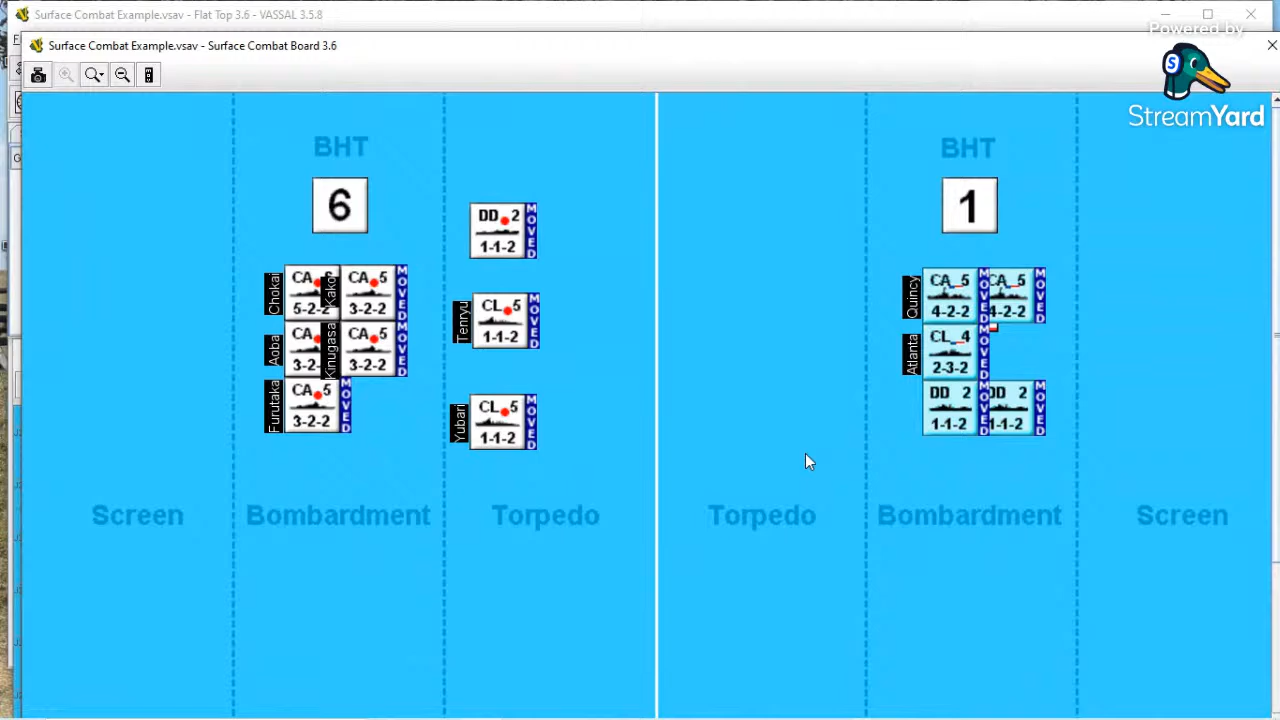 Surface Combat Example.vsav - Flat Top 3.6 - VASSAL 3.5.8
Powered by
StreamYard
Surface Combat Example.vsav - Surface Combat Board 3.6
BHT
6
DD 2
1-1-2
MOVED
Chokai
CA
5-2-2
Kako
CA 5
3-2-2
MOVED
Aoba
CA
3-2-
Kinugasa
CA 5
3-2-2
MOVED
Furutaka
CA 5
3-2-2
MOVED
Tenryu
CL 5
1-1-2
MOVED
Yubari
CL 5
1-1-2
MOVED
Screen
Bombardment
Torpedo
BHT
1
Quincy
CA 5
4-2-2
MOVED
CA 5
4-2-2
MOVED
Atlanta
CL 4
2-3-2
MOVED
DD 2
1-1-2
MOVED
DD 2
1-1-2
MOVED
Torpedo
Bombardment
Screen